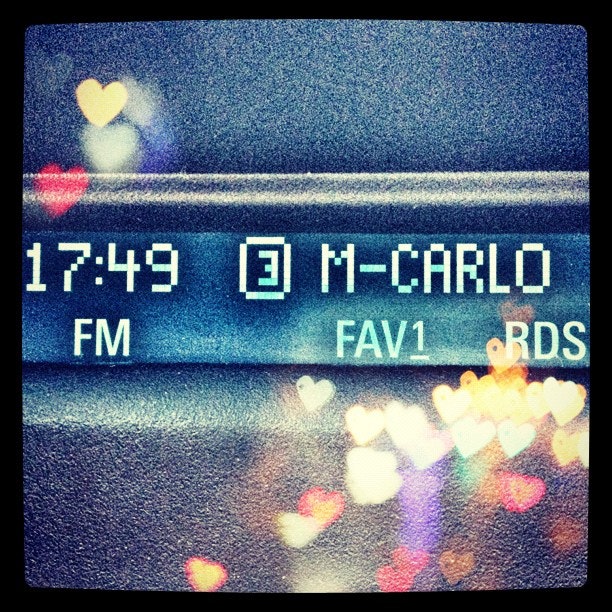 17:49 3 M-CARLO
FM FAV1 RDS